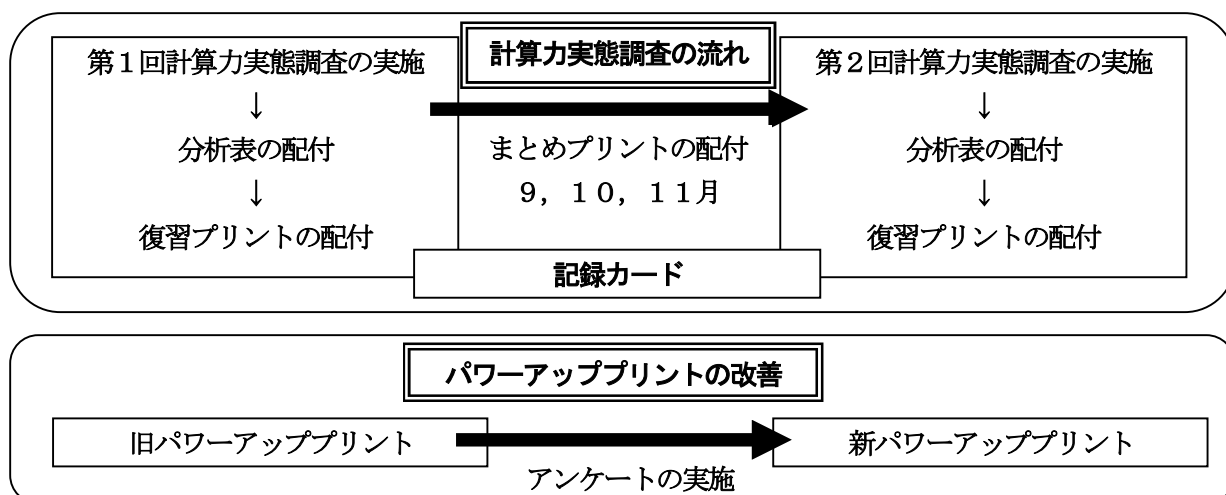 計算力実態調査の流れ
第１回計算力実態調査の実施
↓
分析表の配付
↓
復習プリントの配付
まとめプリントの配付
９，１０，１１月
第２回計算力実態調査の実施
↓
分析表の配付
↓
復習プリントの配付
記録カード
パワーアッププリントの改善
旧パワーアッププリント
アンケートの実施
新パワーアッププリント